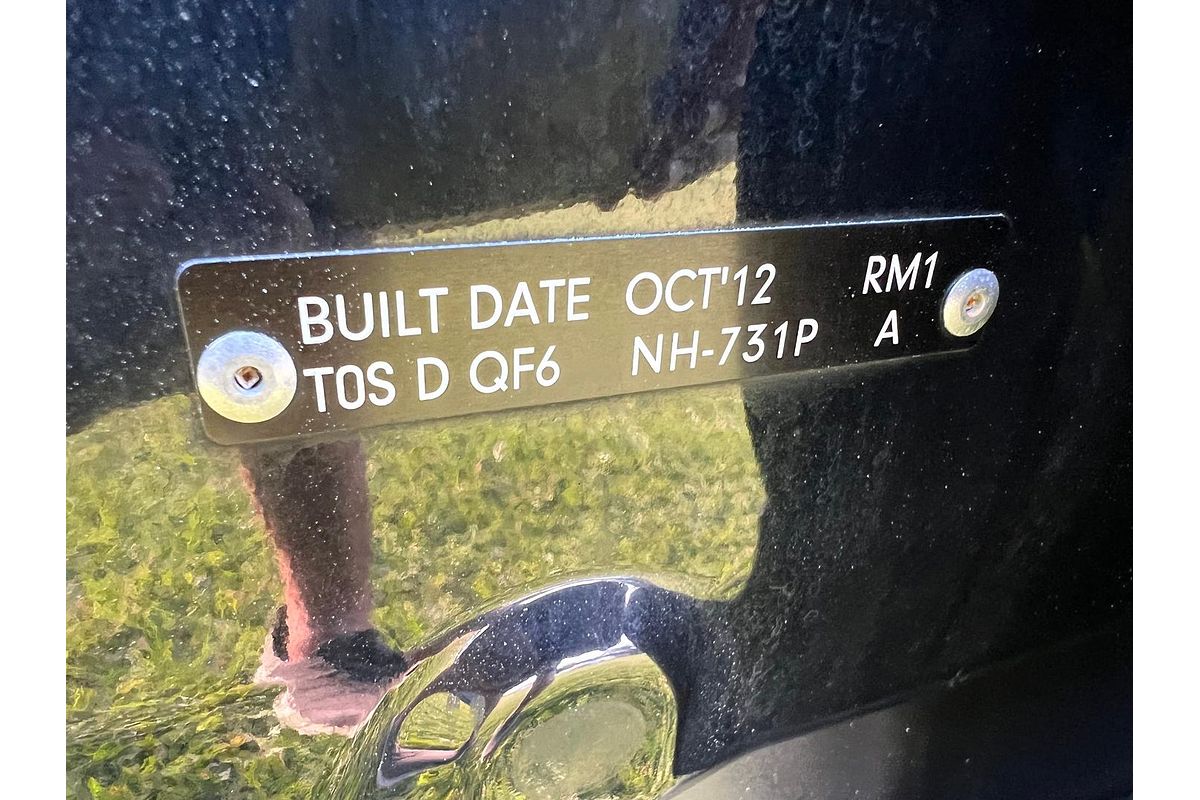 BUILT DATE OCT'12 RM1
TOS D QF6 NH-731P A